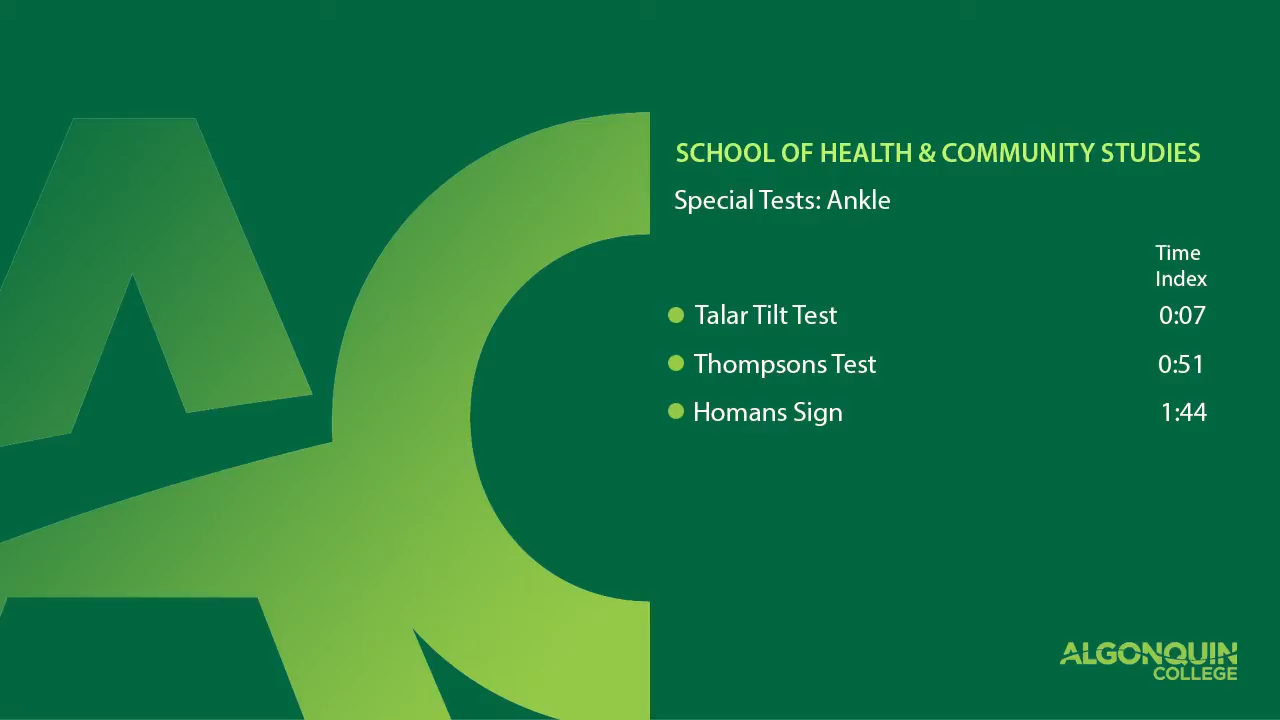 SCHOOL OF HEALTH & COMMUNITY STUDIES
Special Tests: Ankle
Time
Index
Talar Tilt Test 0:07
Thompsons Test 0:51
Homans Sign 1:44
ALGONQUIN
COLLEGE